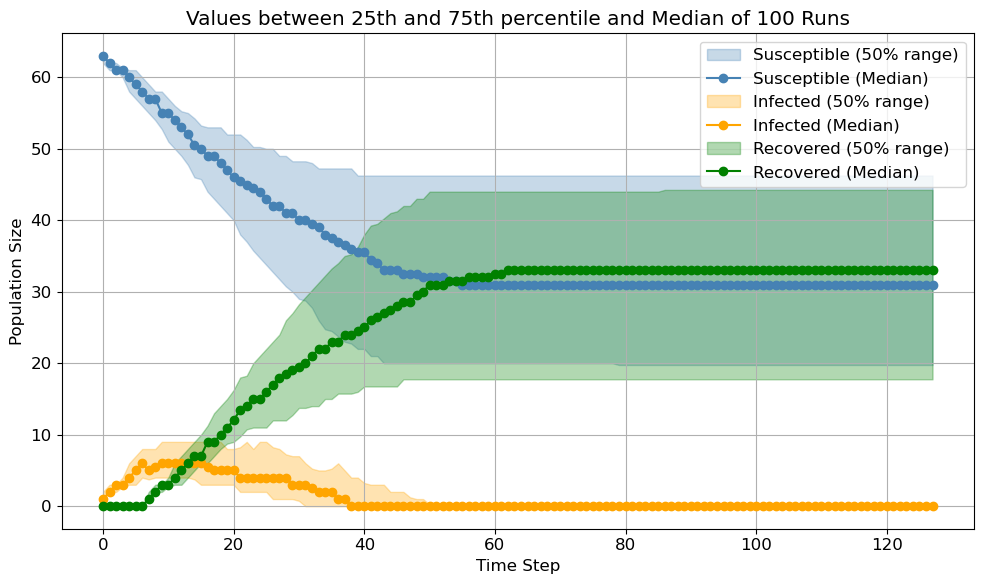 Values between 25th and 75th percentile and Median of 100 Runs
Susceptible (50% range)
Susceptible (Median)
Infected (50% range)
Infected (Median)
Recovered (50% range)
Recovered (Median)
Population Size
60
50
40
30
20
10
0
0
20
40
60
80
100
120
Time Step